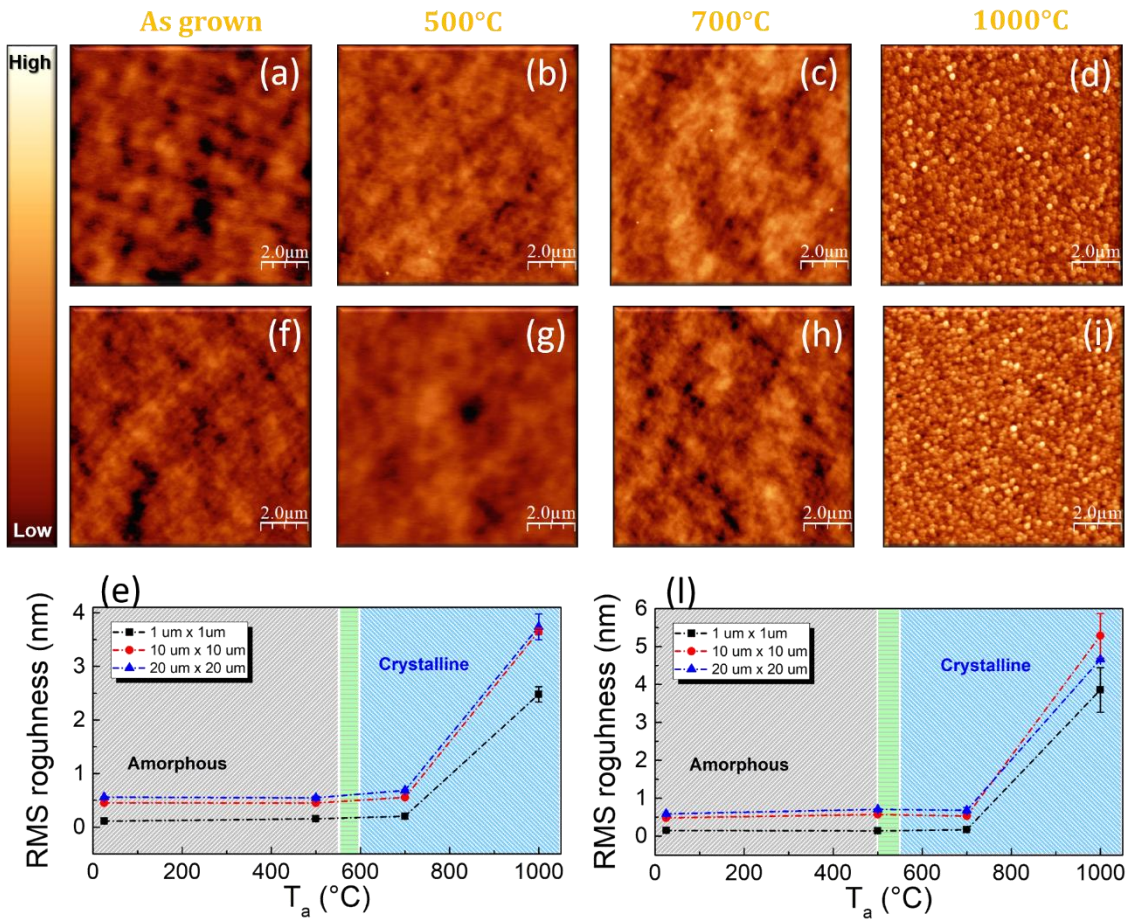 As grown 500°C 700°C 1000°C
High
Low
(a) (b) (c) (d)
2.0µm 2.0µm 2.0µm 2.0µm
(f) (g) (h) (i)
2.0µm 2.0µm 2.0µm 2.0µm
(e)
RMS roguhness (nm)
4
3
2
1
0
1 um x 1um
10 um x 10 um
20 um x 20 um
Crystalline
Amorphous
0 200 400 600 800 1000
Tₐ (°C)
(l)
RMS roguhness (nm)
6
5
4
3
2
1
0
1 um x 1um
10 um x 10 um
20 um x 20 um
Crystalline
Amorphous
0 200 400 600 800 1000
Tₐ (°C)